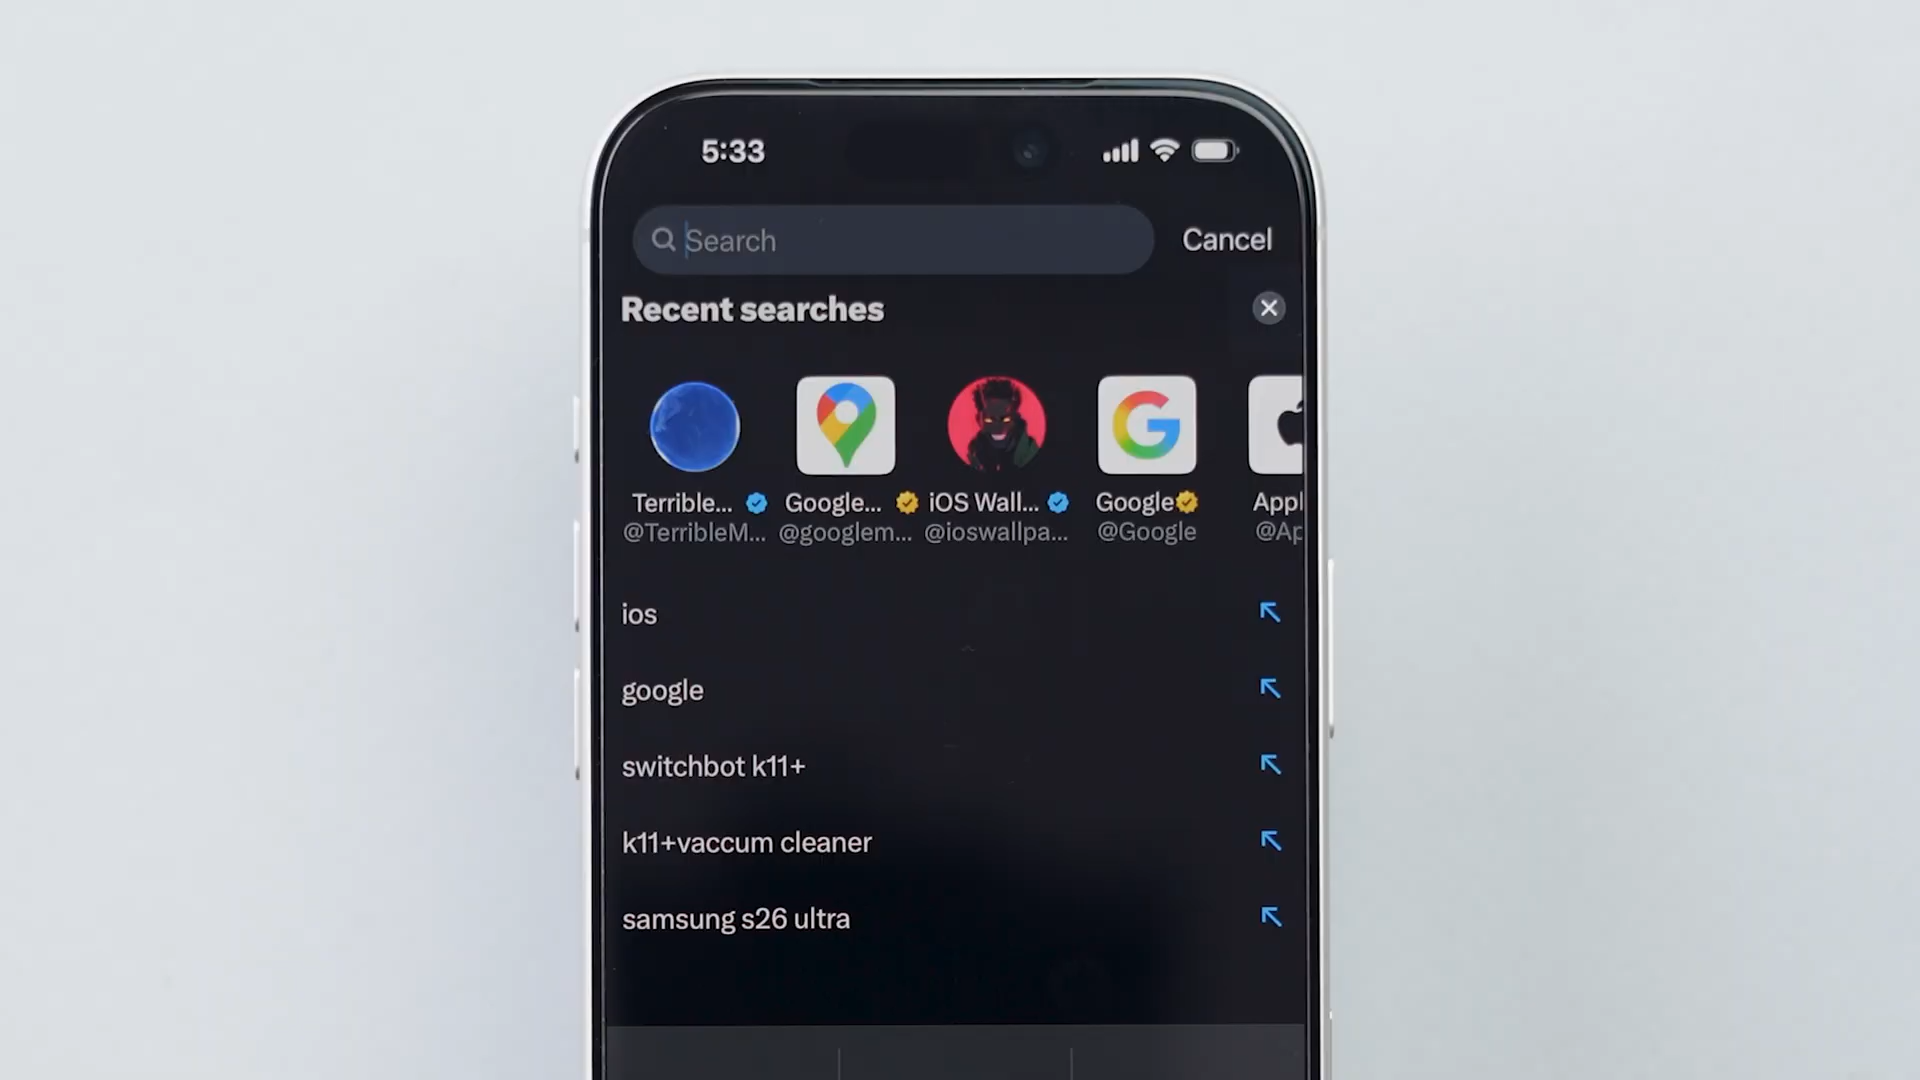 5:33
Search
Cancel
Recent searches
Terrible... Google... iOS Wall... Google Appl
@TerribleM... @googlem... @ioswallpa... @Google @Ap
ios
google
switchbot k11+
k11+vaccum cleaner
samsung s26 ultra